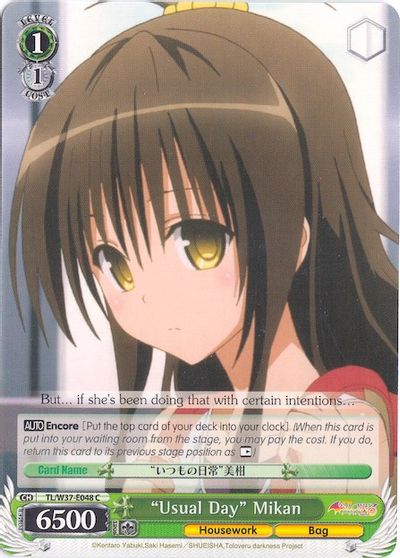 LEVEL
1
1
COST
But... if she's been doing that with certain intentions...
AUTO Encore [Put the top card of your deck into your clock] (When this card is
put into your waiting room from the stage, you may pay the cost. If you do,
return this card to its previous stage position as )
Card Name “いつもの日常”美柑
CH TL/W37-E048 C
“Usual Day” Mikan
6500
Housework Bag
©Kentaro Yabuki,Saki Hasemi／SHUEISHA,Toloveru darkness Project